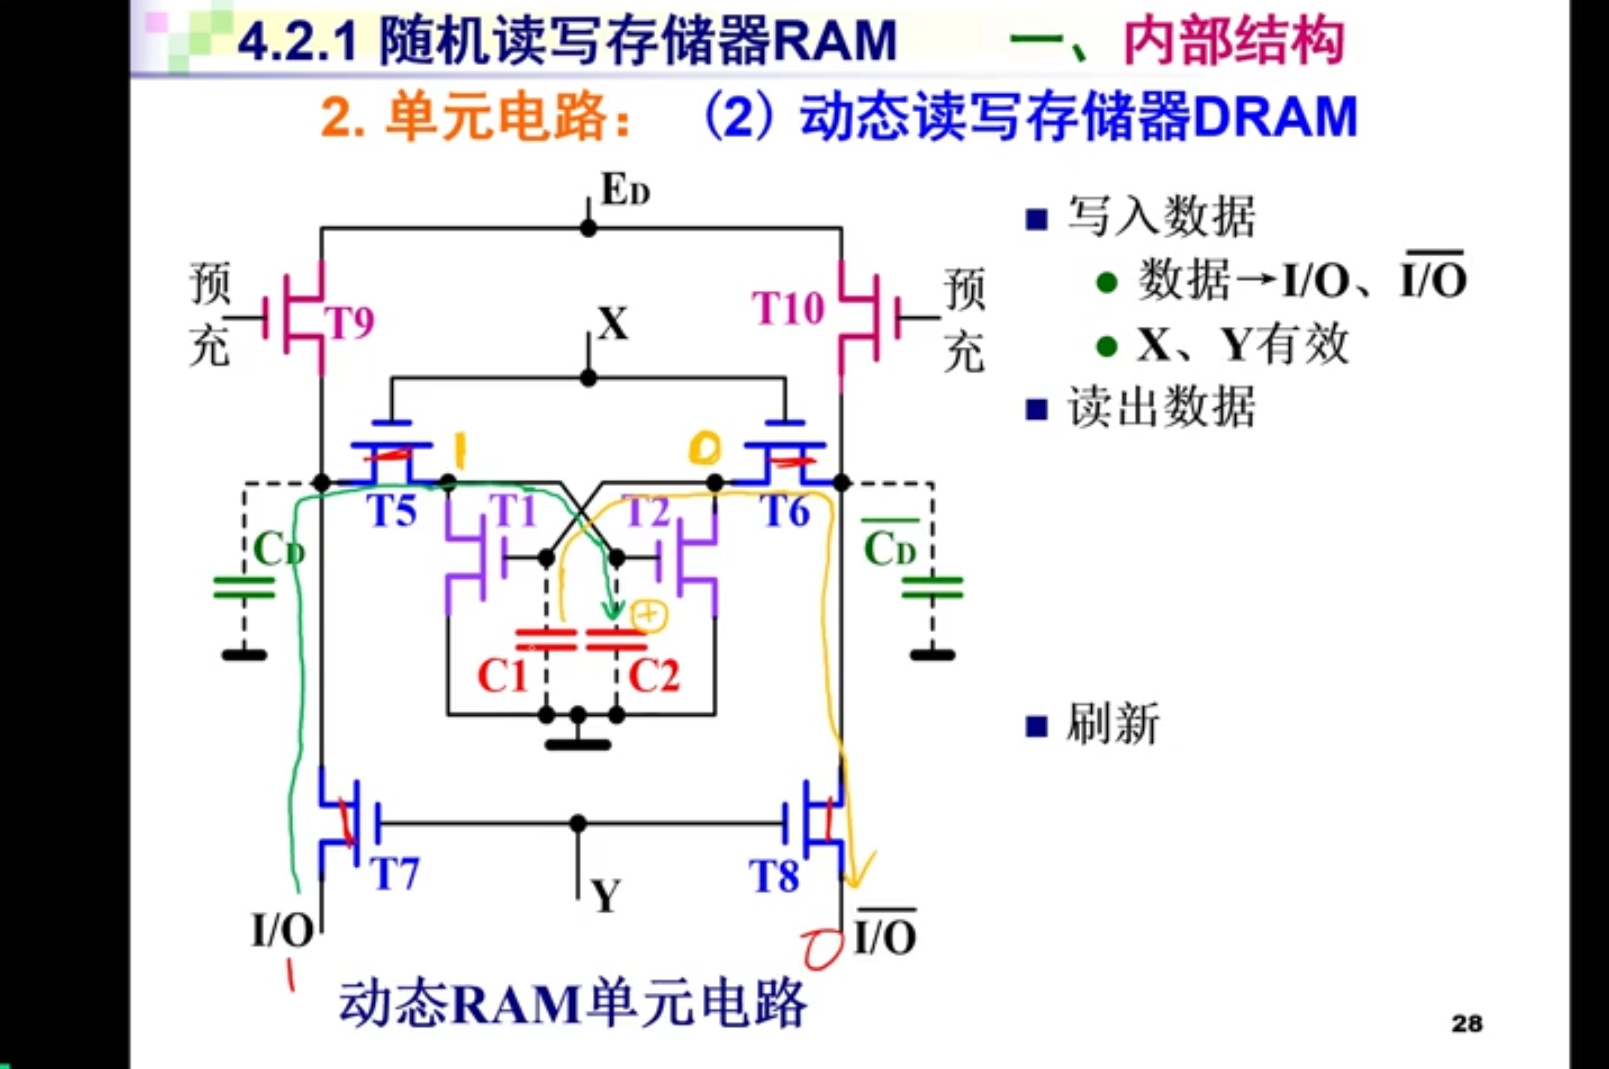 4.2.1 随机读写存储器RAM 一、内部结构
2. 单元电路： （2）动态读写存储器DRAM
ED
预充
T9
X
T10
预充
1
0
T5
T1
T2
T6
CD
C̅D̅
+
C1
C2
T7
Y
T8
I/O
I̅/̅O̅
1
0
动态RAM单元电路
写入数据
数据→I/O、I̅/̅O̅
X、Y有效
读出数据
刷新
28